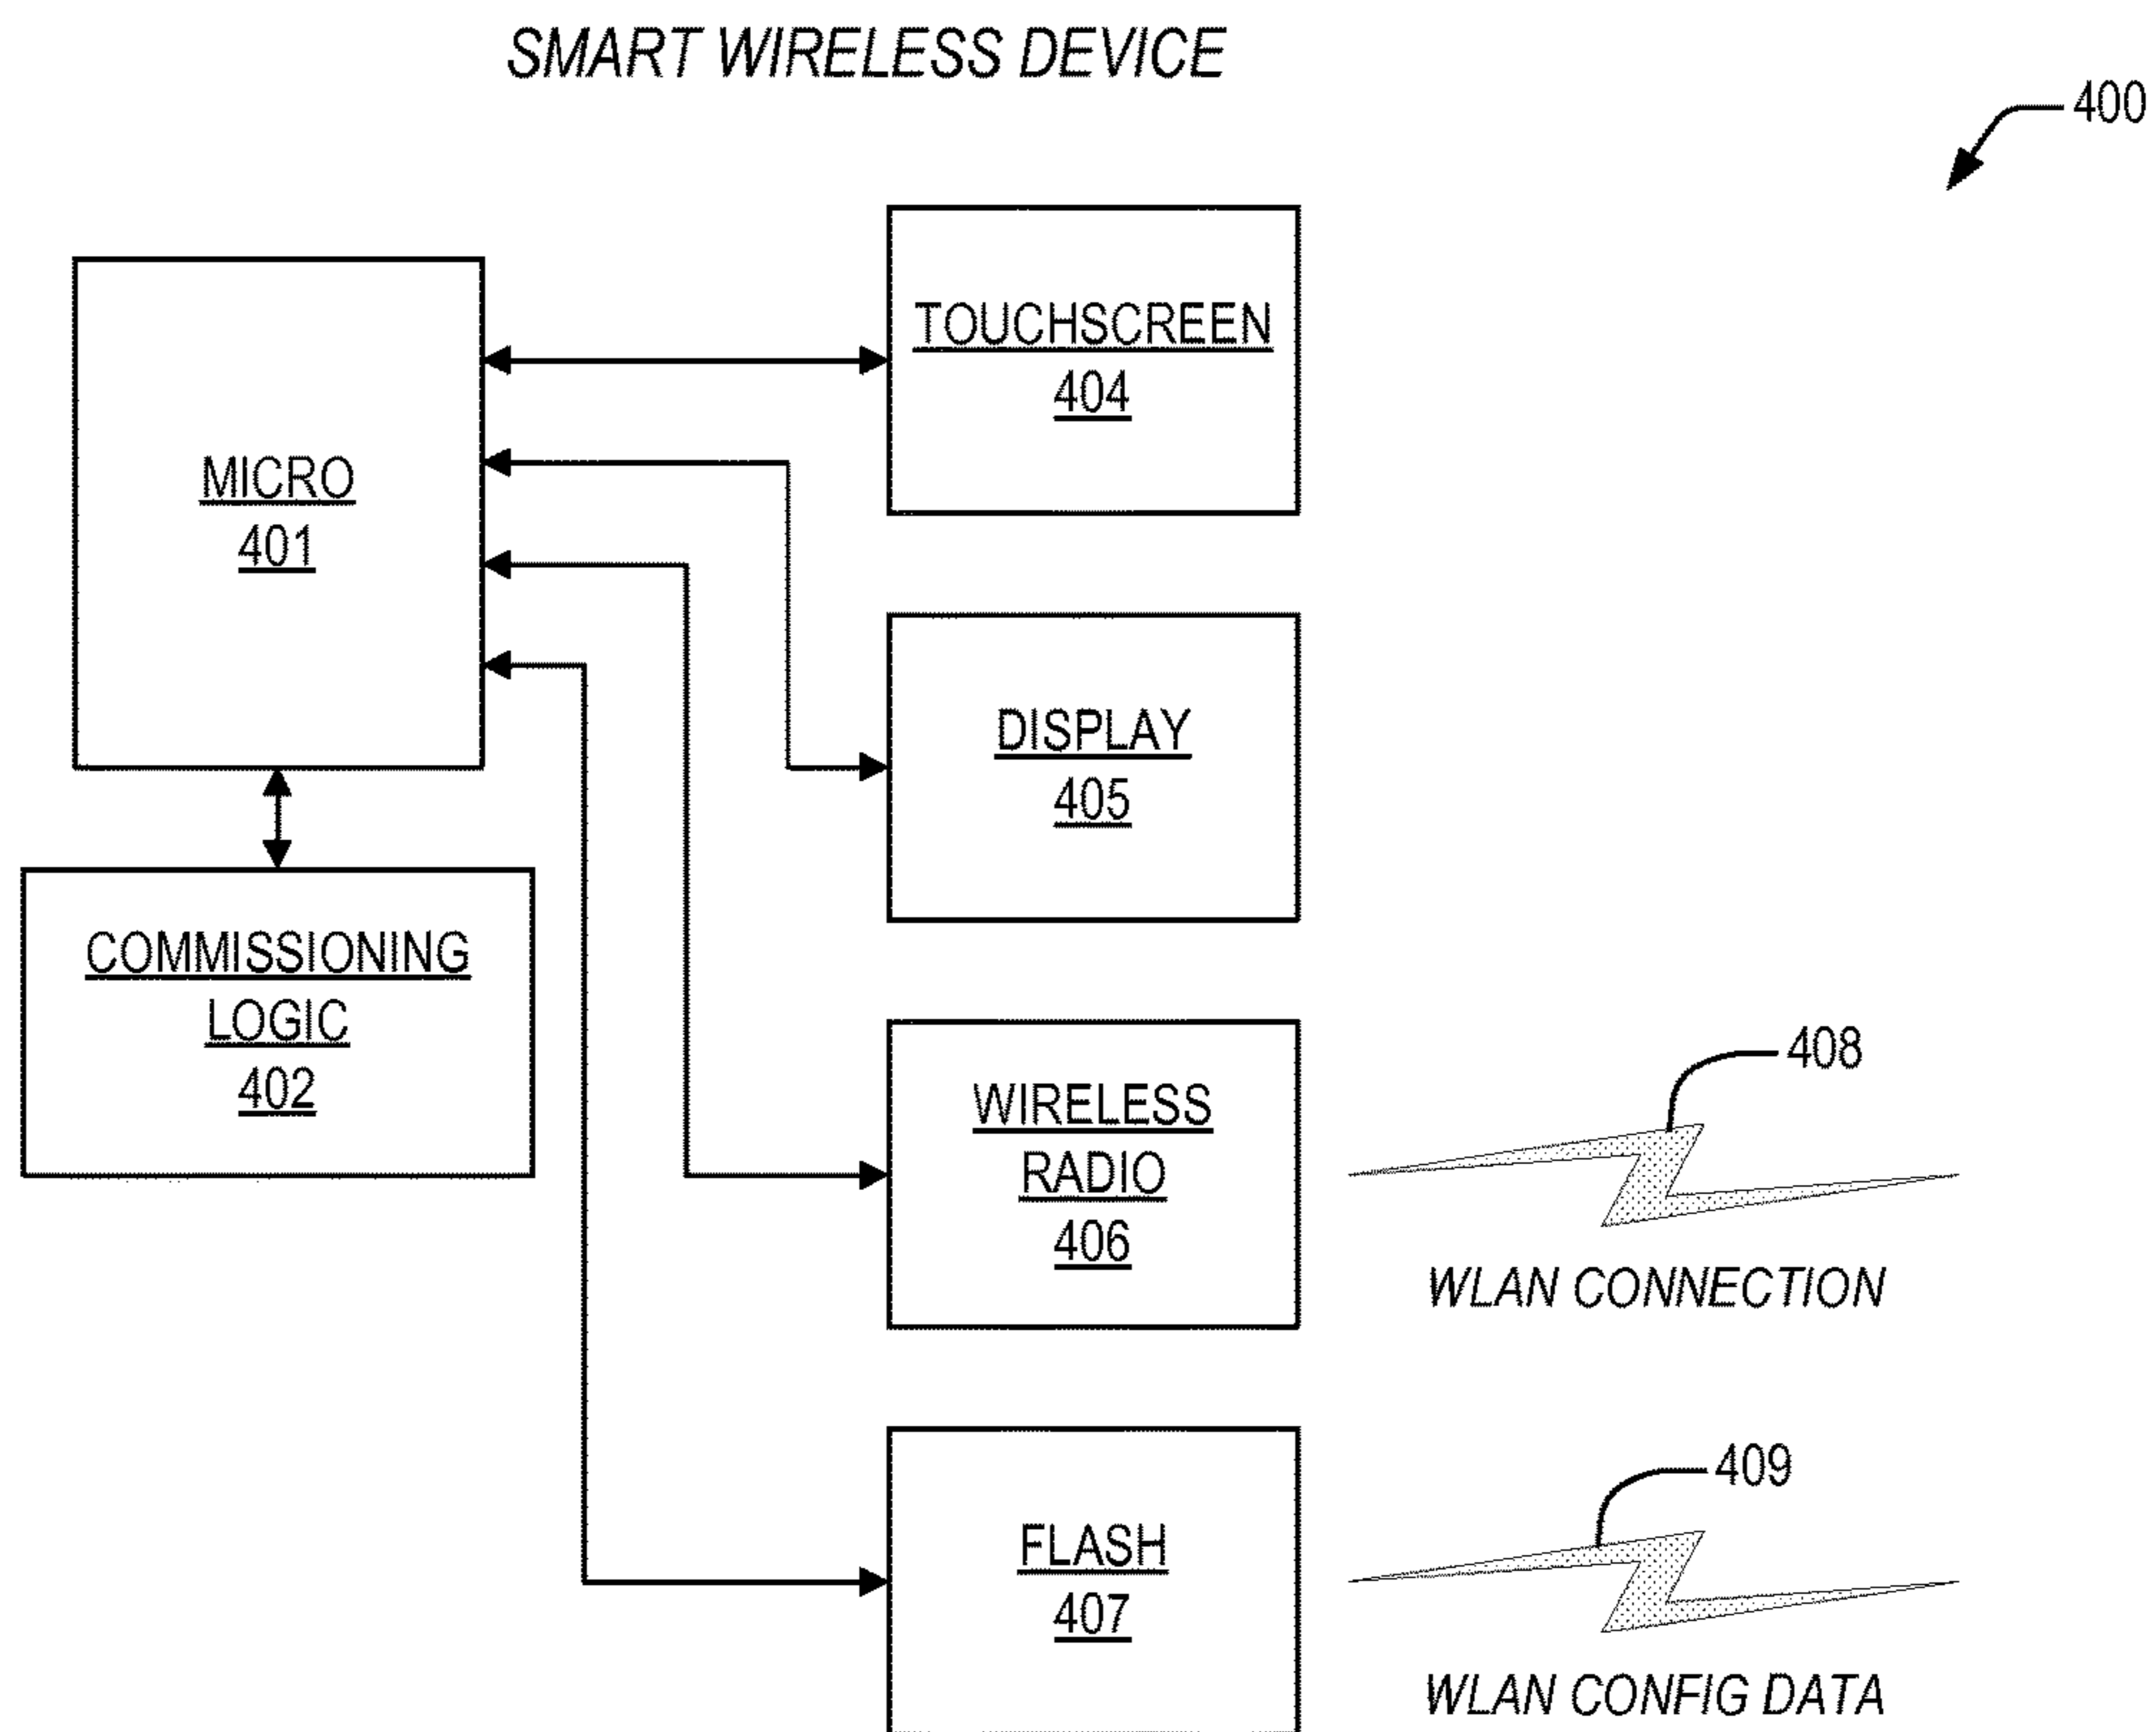 SMART WIRELESS DEVICE
400
TOUCHSCREEN
404
MICRO
401
DISPLAY
405
COMMISSIONING
LOGIC
402
WIRELESS
RADIO
406
408
WLAN CONNECTION
FLASH
407
409
WLAN CONFIG DATA